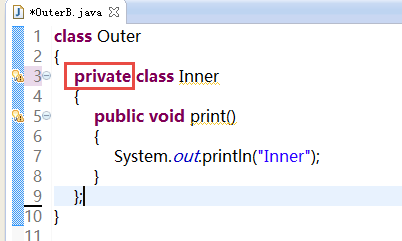 *OuterB.java
1 class Outer
2 {
3 private class Inner
4 {
5 public void print()
6 {
7 System.out.println("Inner");
8 }
9 };
10 }
11